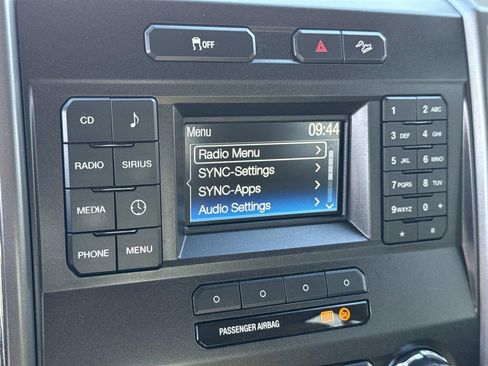 OFF
CD
RADIO SIRIUS
MEDIA
PHONE MENU
Menu 09:44
Radio Menu
SYNC-Settings
SYNC-Apps
Audio Settings
1 2 ABC
3 DEF 4 GHI
5 JKL 6 MNO
7 PQRS 8 TUV
9 WXYZ 0 +
* #
PASSENGER AIRBAG